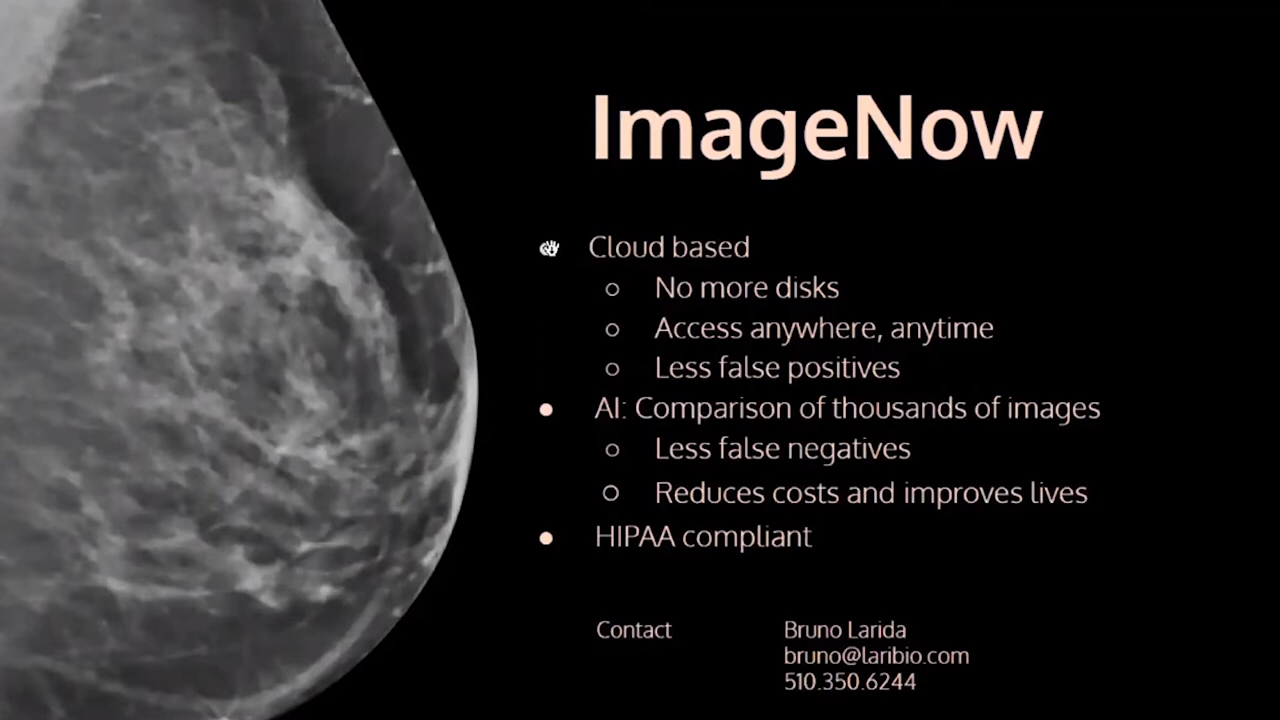 ImageNow
Cloud based
No more disks
Access anywhere, anytime
Less false positives
AI: Comparison of thousands of images
Less false negatives
Reduces costs and improves lives
HIPAA compliant
Contact Bruno Larida
bruno@laribio.com
510.350.6244